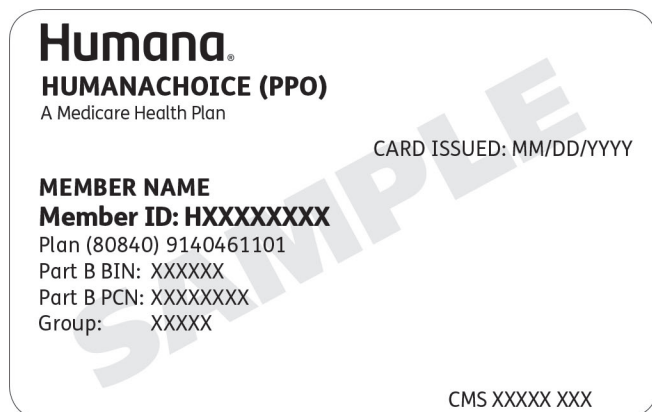 Humana®
HUMANACHOICE (PPO)
A Medicare Health Plan
CARD ISSUED: MM/DD/YYYY
MEMBER NAME
Member ID: HXXXXXXXX
Plan (80840) 9140461101
Part B BIN: XXXXXX
Part B PCN: XXXXXXXX
Group: XXXXX
CMS XXXXX XXX
SAMPLE